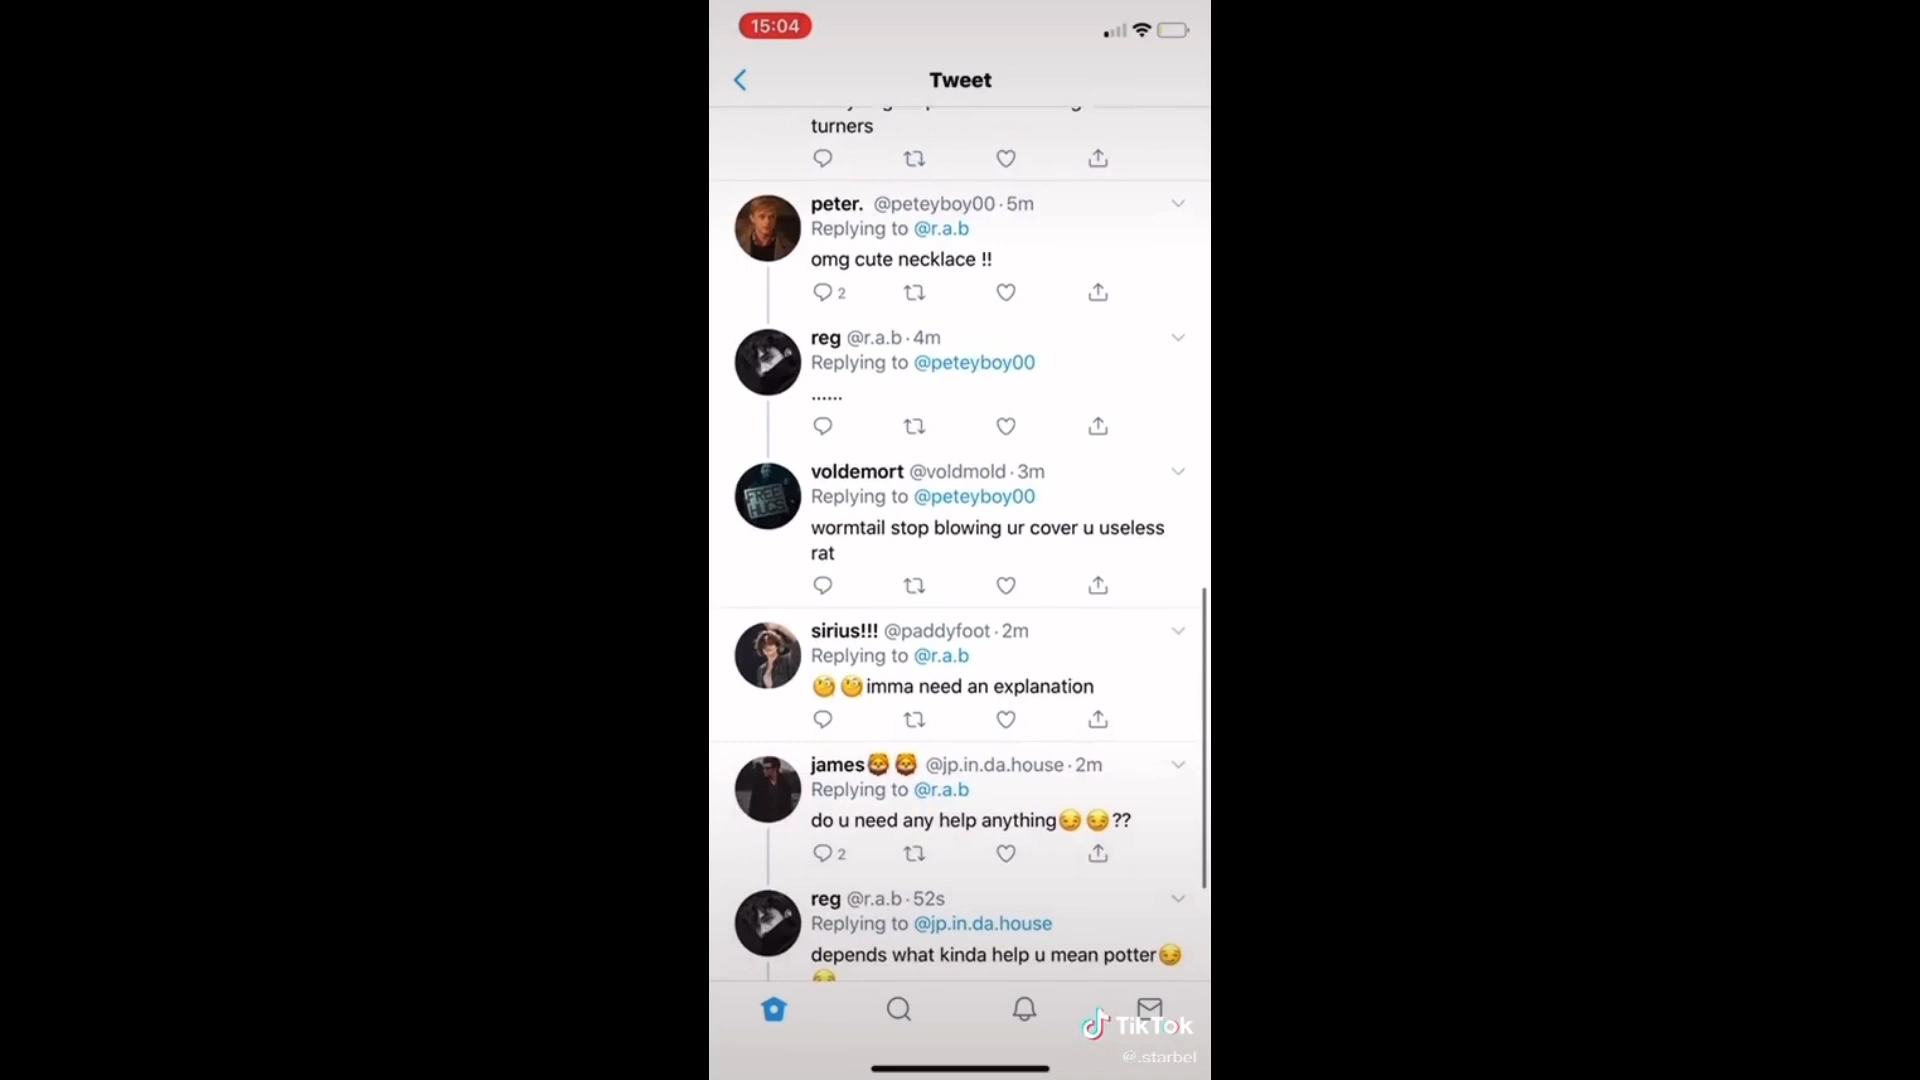 15:04
Tweet
turners
peter. @peteyboy00 · 5m
Replying to @r.a.b
omg cute necklace !!
2
reg @r.a.b · 4m
Replying to @peteyboy00
......
voldemort @voldmold · 3m
Replying to @peteyboy00
FREE
HUGS
wormtail stop blowing ur cover u useless
rat
sirius!!! @paddyfoot · 2m
Replying to @r.a.b
🧐🧐imma need an explanation
james🦁🦁 @jp.in.da.house · 2m
Replying to @r.a.b
do u need any help anything😏😏??
2
reg @r.a.b · 52s
Replying to @jp.in.da.house
depends what kinda help u mean potter😏
TikTok
@.starbel